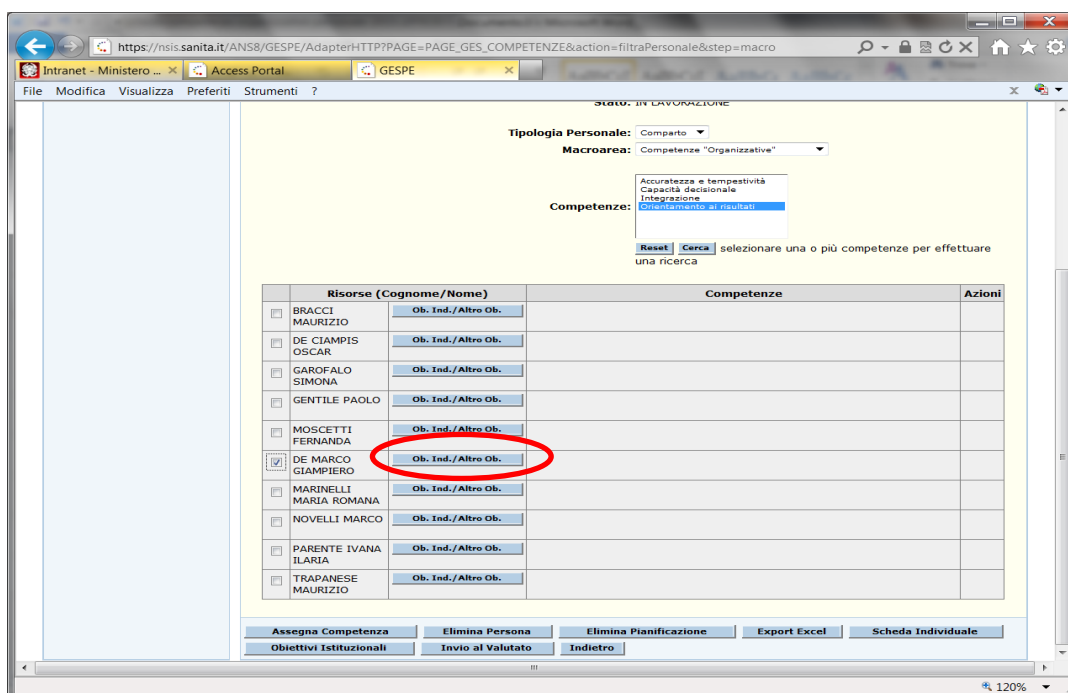 https://nsis.sanita.it/ANS8/GESPE/AdapterHTTP?PAGE=PAGE_GES_COMPETENZE&action=filtraPersonale&step=macro
Intranet - Ministero ...
Access Portal
GESPE
File Modifica Visualizza Preferiti Strumenti ?
Stato: IN LAVORAZIONE
Tipologia Personale: Comparto
Macroarea: Competenze "Organizzative"
Accuratezza e tempestività
Capacità decisionale
Integrazione
Competenze: Orientamento ai risultati
Reset Cerca selezionare una o più competenze per effettuare
una ricerca
Risorse (Cognome/Nome) Competenze Azioni
BRACCI Ob. Ind./Altro Ob.
MAURIZIO
DE CIAMPIS Ob. Ind./Altro Ob.
OSCAR
GAROFALO Ob. Ind./Altro Ob.
SIMONA
GENTILE PAOLO Ob. Ind./Altro Ob.
MOSCETTI Ob. Ind./Altro Ob.
FERNANDA
DE MARCO Ob. Ind./Altro Ob.
GIAMPIERO
MARINELLI Ob. Ind./Altro Ob.
MARIA ROMANA
NOVELLI MARCO Ob. Ind./Altro Ob.
PARENTE IVANA Ob. Ind./Altro Ob.
ILARIA
TRAPANESE Ob. Ind./Altro Ob.
MAURIZIO
Assegna Competenza Elimina Persona Elimina Pianificazione Export Excel Scheda Individuale
Obiettivi Istituzionali Invio al Valutato Indietro
120%